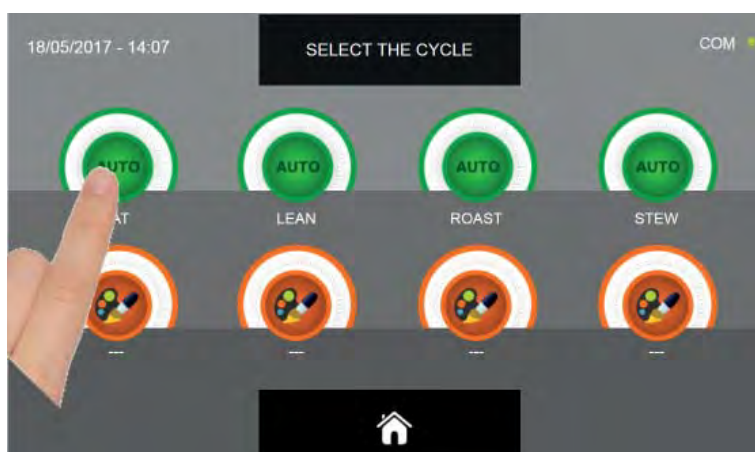 18/05/2017 - 14:07
SELECT THE CYCLE
COM
AUTO AUTO AUTO AUTO
LEAN ROAST STEW
--- --- --- ---